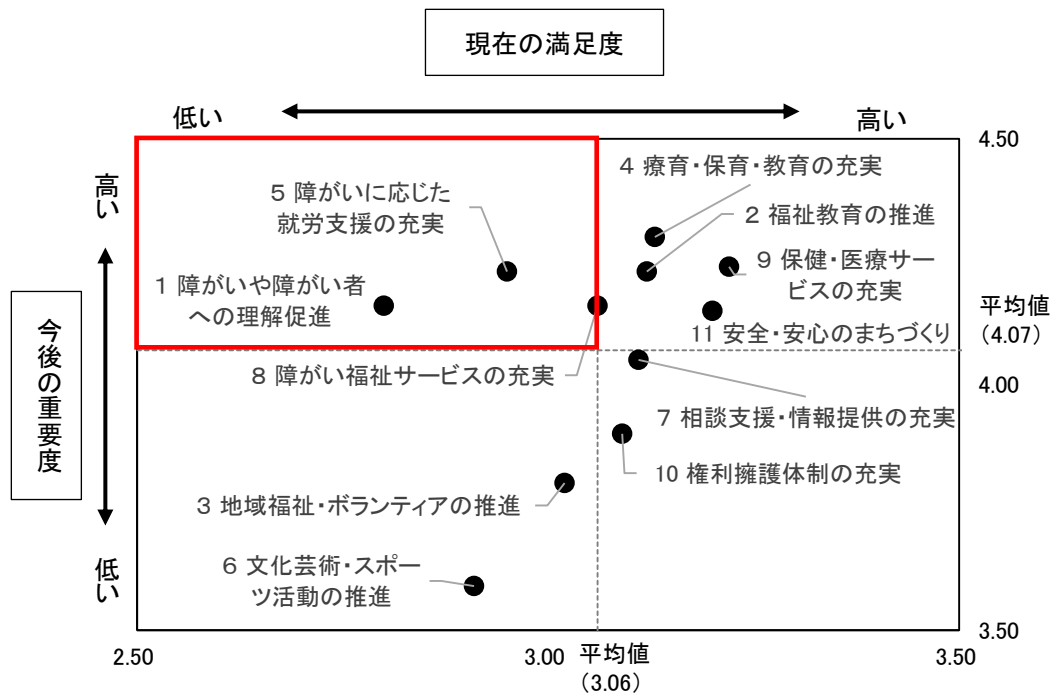 現在の満足度
低い
高い
4.50
4 療育・保育・教育の充実
高い
5 障がいに応じた
就労支援の充実
2 福祉教育の推進
9 保健・医療サー
ビスの充実
1 障がいや障がい者
への理解促進
平均値
(4.07)
11 安全・安心のまちづくり
今後の重要度
8 障がい福祉サービスの充実
4.00
7 相談支援・情報提供の充実
10 権利擁護体制の充実
3 地域福祉・ボランティアの推進
低い
6 文化芸術・スポー
ツ活動の推進
3.50
2.50
3.00
平均値
(3.06)
3.50